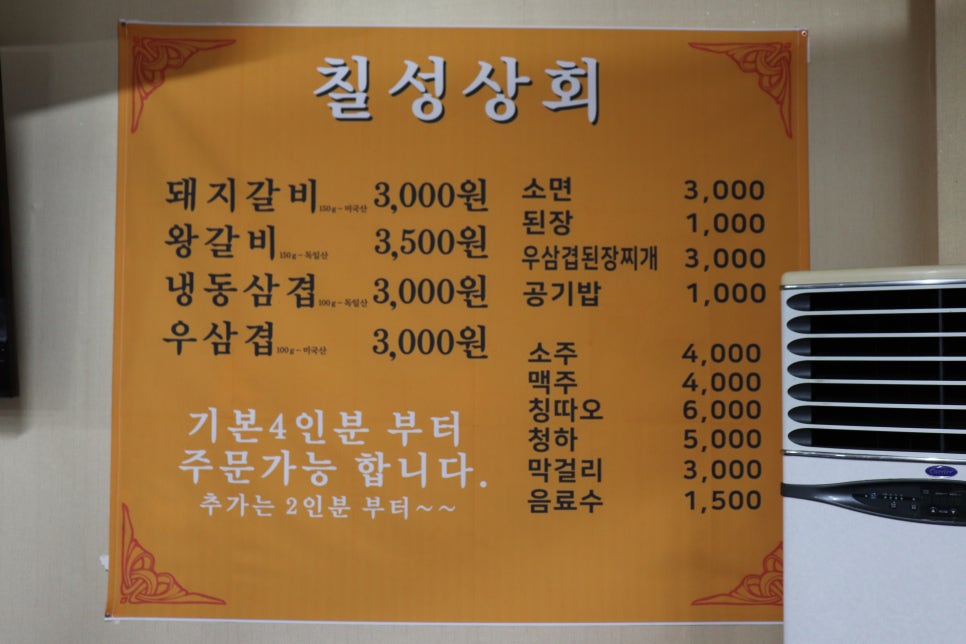 칠성상회
돼지갈비 150g-미국산 3,000원
왕갈비 150g-독일산 3,500원
냉동삼겹 100g-독일산 3,000원
우삼겹 100g-미국산 3,000원
기본4인분 부터
주문가능 합니다.
추가는 2인분 부터~~
소면 3,000
된장 1,000
우삼겹된장찌개 3,000
공기밥 1,000
소주 4,000
맥주 4,000
칭따오 6,000
청하 5,000
막걸리 3,000
음료수 1,500
Carrier